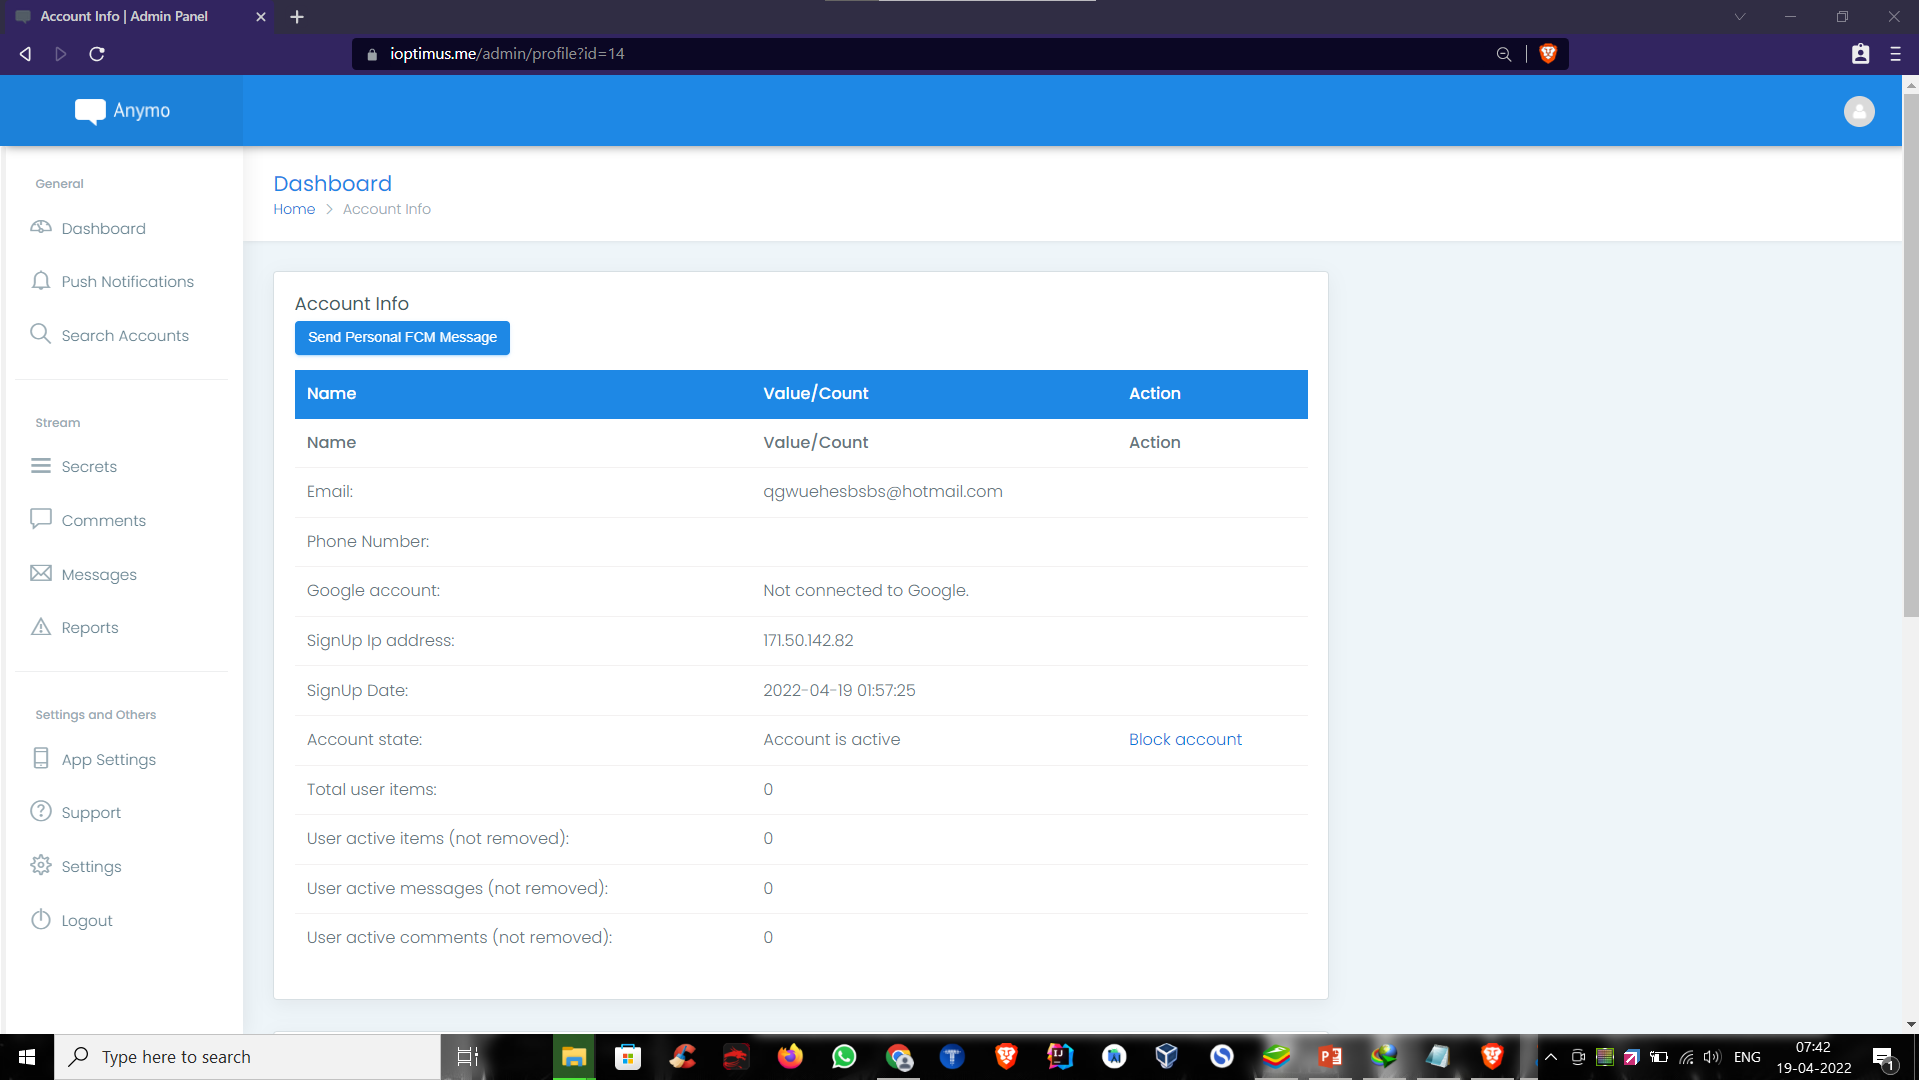 Account Info | Admin Panel
ioptimus.me/admin/profile?id=14
Anymo
General
Dashboard
Push Notifications
Search Accounts
Stream
Secrets
Comments
Messages
Reports
Settings and Others
App Settings
Support
Settings
Logout
Dashboard
Home > Account Info
Account Info
Send Personal FCM Message
Name Value/Count Action
Name Value/Count Action
Email: qgwuehesbsbs@hotmail.com
Phone Number:
Google account: Not connected to Google.
SignUp Ip address: 171.50.142.82
SignUp Date: 2022-04-19 01:57:25
Account state: Account is active Block account
Total user items: 0
User active items (not removed): 0
User active messages (not removed): 0
User active comments (not removed): 0
Type here to search
ENG
07:42
19-04-2022
1